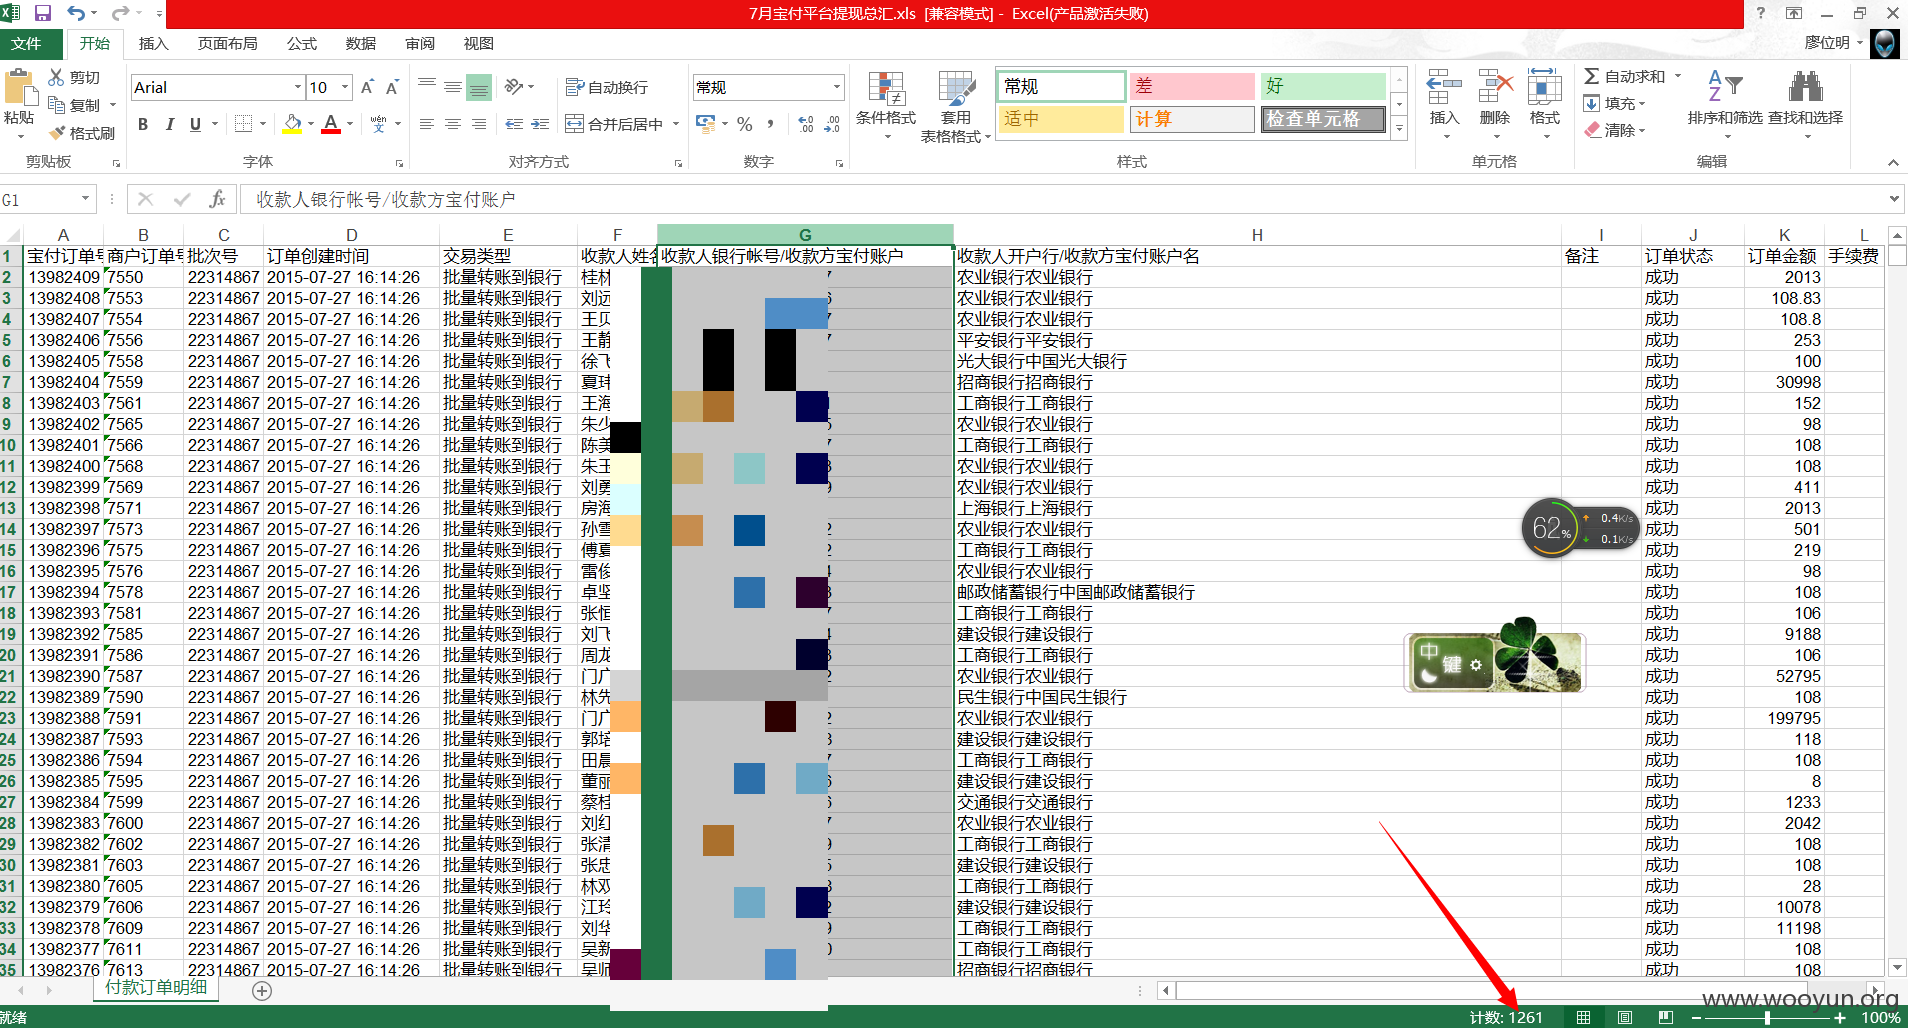 7月宝付平台提现总汇.xls [兼容模式] - Excel(产品激活失败)
文件 开始 插入 页面布局 公式 数据 审阅 视图 廖位明
粘贴 剪切 复制 格式刷 剪贴板
Arial 10 B I U wén 文 字体
自动换行 合并后居中 对齐方式
常规 % 数字
条件格式 套用 表格格式 常规 差 好 适中 计算 检查单元格 样式
插入 删除 格式 单元格
自动求和 填充 清除 排序和筛选 查找和选择 编辑
G1 fx 收款人银行帐号/收款方宝付账户
A B C D E F G H I J K L
1 宝付订单号 商户订单号 批次号 订单创建时间 交易类型 收款人姓名 收款人银行帐号/收款方宝付账户 收款人开户行/收款方宝付账户名 备注 订单状态 订单金额 手续费
2 13982409 7550 22314867 2015-07-27 16:14:26 批量转账到银行 桂林 7 农业银行农业银行 成功 2013
3 13982408 7553 22314867 2015-07-27 16:14:26 批量转账到银行 刘远 6 农业银行农业银行 成功 108.83
4 13982407 7554 22314867 2015-07-27 16:14:26 批量转账到银行 王贝 7 农业银行农业银行 成功 108.8
5 13982406 7556 22314867 2015-07-27 16:14:26 批量转账到银行 王静 7 平安银行平安银行 成功 253
6 13982405 7558 22314867 2015-07-27 16:14:26 批量转账到银行 徐飞 光大银行中国光大银行 成功 100
7 13982404 7559 22314867 2015-07-27 16:14:26 批量转账到银行 夏玮 招商银行招商银行 成功 30998
8 13982403 7561 22314867 2015-07-27 16:14:26 批量转账到银行 王海 工商银行工商银行 成功 152
9 13982402 7565 22314867 2015-07-27 16:14:26 批量转账到银行 朱少 5 农业银行农业银行 成功 98
10 13982401 7566 22314867 2015-07-27 16:14:26 批量转账到银行 陈美 7 工商银行工商银行 成功 108
11 13982400 7568 22314867 2015-07-27 16:14:26 批量转账到银行 朱玉 3 农业银行农业银行 成功 108
12 13982399 7569 22314867 2015-07-27 16:14:26 批量转账到银行 刘勇 9 农业银行农业银行 成功 411
13 13982398 7571 22314867 2015-07-27 16:14:26 批量转账到银行 房海 上海银行上海银行 成功 2013
14 13982397 7573 22314867 2015-07-27 16:14:26 批量转账到银行 孙雪 2 农业银行农业银行 成功 501
15 13982396 7575 22314867 2015-07-27 16:14:26 批量转账到银行 傅夏 2 工商银行工商银行 成功 219
16 13982395 7576 22314867 2015-07-27 16:14:26 批量转账到银行 雷俊 4 农业银行农业银行 成功 98
17 13982394 7578 22314867 2015-07-27 16:14:26 批量转账到银行 卓坚 3 邮政储蓄银行中国邮政储蓄银行 成功 108
18 13982393 7581 22314867 2015-07-27 16:14:26 批量转账到银行 张恒 7 工商银行工商银行 成功 106
19 13982392 7585 22314867 2015-07-27 16:14:26 批量转账到银行 刘飞 4 建设银行建设银行 成功 9188
20 13982391 7586 22314867 2015-07-27 16:14:26 批量转账到银行 周龙 3 工商银行工商银行 成功 106
21 13982390 7587 22314867 2015-07-27 16:14:26 批量转账到银行 门广 2 农业银行农业银行 成功 52795
22 13982389 7590 22314867 2015-07-27 16:14:26 批量转账到银行 林先 民生银行中国民生银行 成功 108
23 13982388 7591 22314867 2015-07-27 16:14:26 批量转账到银行 门广 2 农业银行农业银行 成功 199795
24 13982387 7593 22314867 2015-07-27 16:14:26 批量转账到银行 郭培 3 建设银行建设银行 成功 118
25 13982386 7594 22314867 2015-07-27 16:14:26 批量转账到银行 田晨 7 工商银行工商银行 成功 108
26 13982385 7595 22314867 2015-07-27 16:14:26 批量转账到银行 董丽 6 建设银行建设银行 成功 8
27 13982384 7599 22314867 2015-07-27 16:14:26 批量转账到银行 蔡桂 6 交通银行交通银行 成功 1233
28 13982383 7600 22314867 2015-07-27 16:14:26 批量转账到银行 刘红 7 农业银行农业银行 成功 2042
29 13982382 7602 22314867 2015-07-27 16:14:26 批量转账到银行 张清 9 工商银行工商银行 成功 108
30 13982381 7603 22314867 2015-07-27 16:14:26 批量转账到银行 张忠 5 建设银行建设银行 成功 108
31 13982380 7605 22314867 2015-07-27 16:14:26 批量转账到银行 林双 3 工商银行工商银行 成功 28
32 13982379 7606 22314867 2015-07-27 16:14:26 批量转账到银行 江玲 2 建设银行建设银行 成功 10078
33 13982378 7609 22314867 2015-07-27 16:14:26 批量转账到银行 刘华 9 工商银行工商银行 成功 11198
34 13982377 7611 22314867 2015-07-27 16:14:26 批量转账到银行 吴新 0 工商银行工商银行 成功 108
35 13982376 7613 22314867 2015-07-27 16:14:26 批量转账到银行 吴师 招商银行招商银行 成功 108
62% 0.4K/s
0.1K/s
中 键
付款订单明细
www.wooyun.org
就绪 计数: 1261 100%